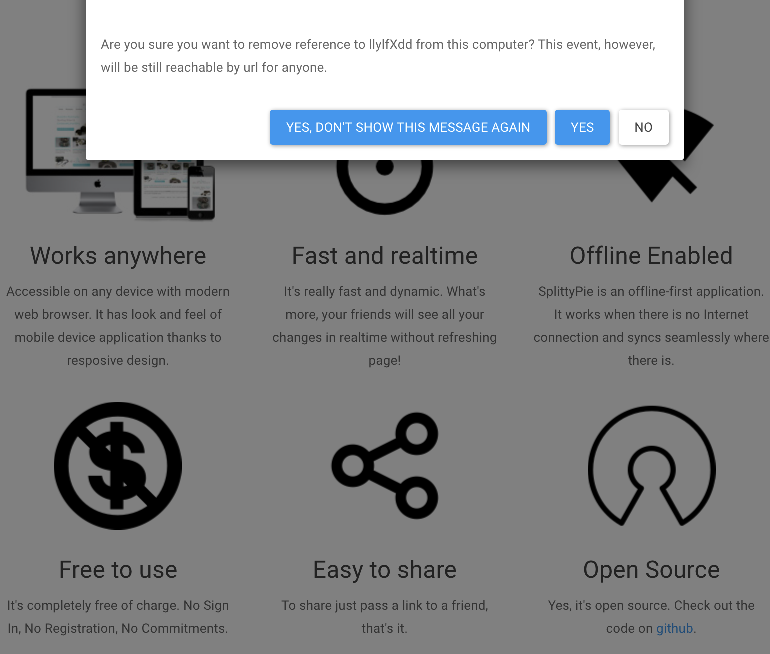 Are you sure you want to remove reference to llylfXdd from this computer? This event, however,
will be still reachable by url for anyone.
YES, DON'T SHOW THIS MESSAGE AGAIN
YES
NO
Works anywhere
Accessible on any device with modern
web browser. It has look and feel of
mobile device application thanks to
resposive design.
Fast and realtime
It's really fast and dynamic. What's
more, your friends will see all your
changes in realtime without refreshing
page!
Offline Enabled
SplittyPie is an offline-first application.
It works when there is no Internet
connection and syncs seamlessly where
there is.
Free to use
It's completely free of charge. No Sign
In, No Registration, No Commitments.
Easy to share
To share just pass a link to a friend,
that's it.
Open Source
Yes, it's open source. Check out the
code on github.